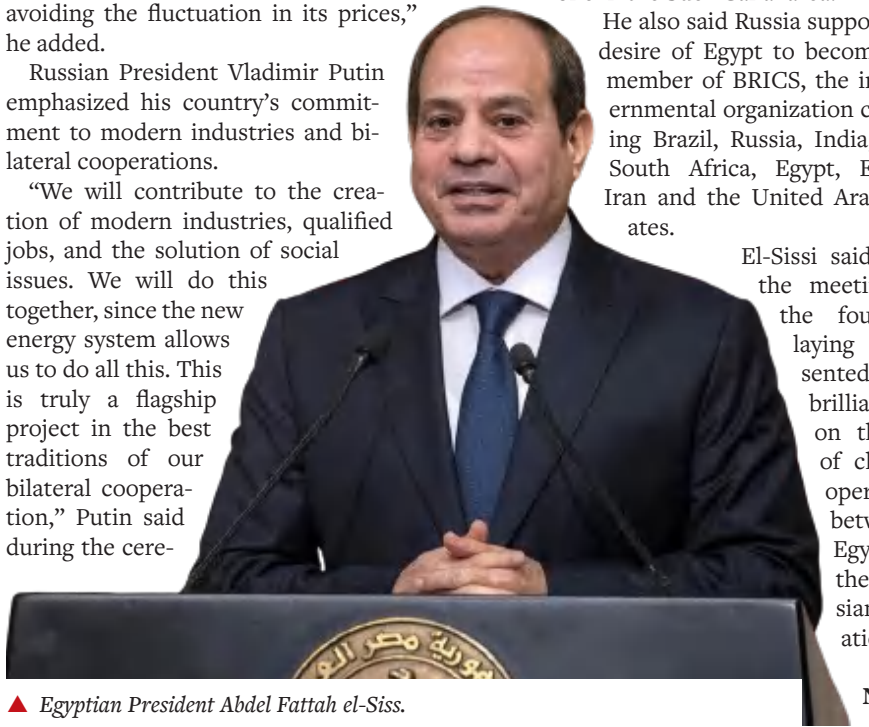 avoiding the fluctuation in its prices,”
he added.
Russian President Vladimir Putin
emphasized his country’s commit-
ment to modern industries and bi-
lateral cooperations.
“We will contribute to the crea-
tion of modern industries, qualified
jobs, and the solution of social
issues. We will do this
together, since the new
energy system allows
us to do all this. This
is truly a flagship
project in the best
traditions of our
bilateral coopera-
tion,” Putin said
during the cere-
هورية مصر الع
▲ Egyptian President Abdel Fattah el-Siss.
He also said Russia suppo
desire of Egypt to becom
member of BRICS, the in
ernmental organization c
ing Brazil, Russia, India
South Africa, Egypt, E
Iran and the United Ara
ates.
El-Sissi said
the meeti
the fou
laying
sented
brillia
on th
of cl
oper
betw
Egy
the
sian
atio